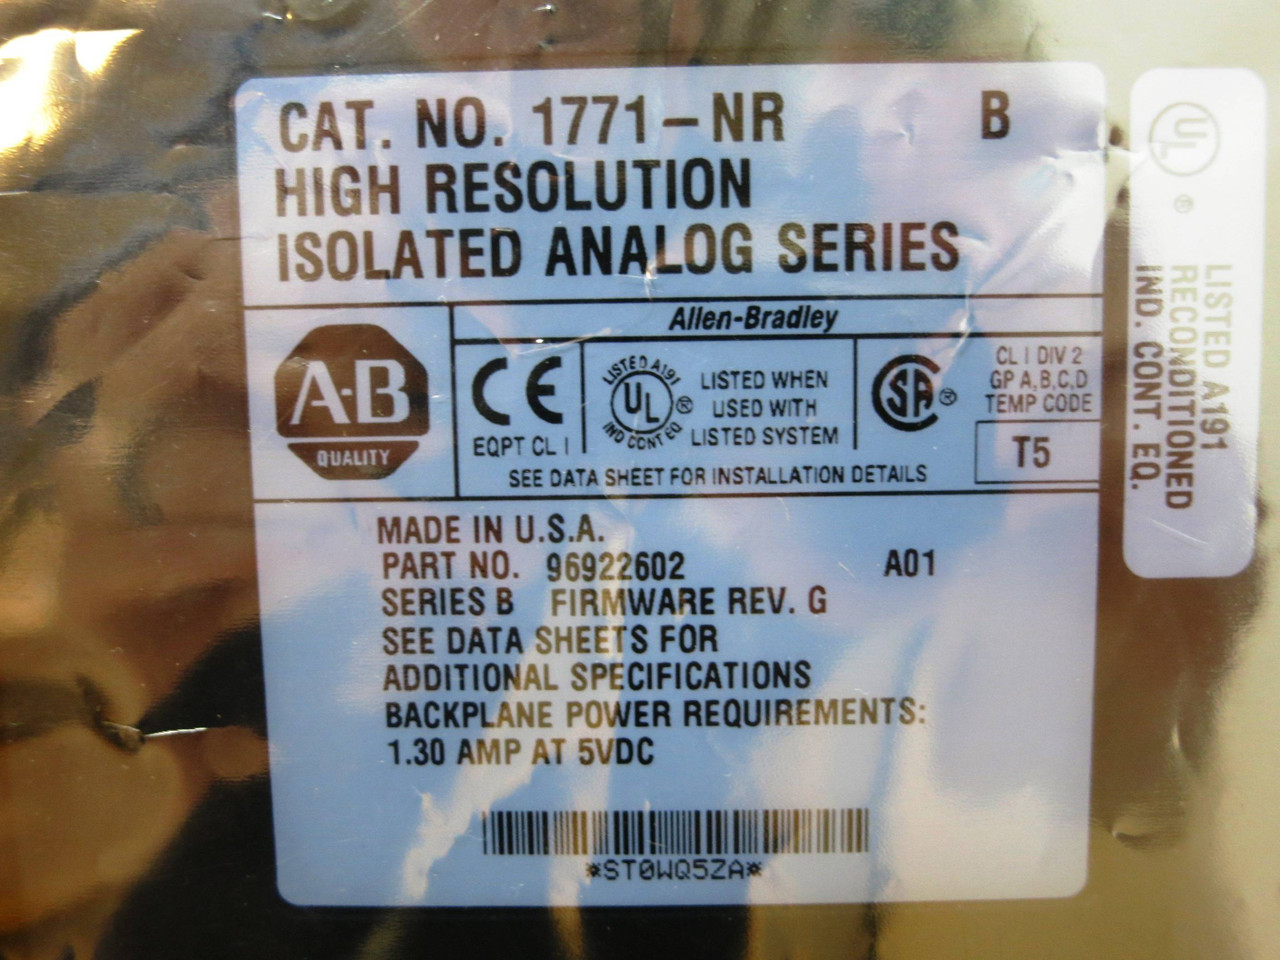 CAT. NO. 1771-NR B
HIGH RESOLUTION
ISOLATED ANALOG SERIES
Allen-Bradley
A-B
QUALITY
CE
EQPT CL I
LISTED A191
UL ®
IND CONT EQ
LISTED WHEN
USED WITH
LISTED SYSTEM
SA ®
CL I DIV 2
GP A,B,C,D
TEMP CODE
T5
SEE DATA SHEET FOR INSTALLATION DETAILS
MADE IN U.S.A.
PART NO. 96922602 A01
SERIES B FIRMWARE REV. G
SEE DATA SHEETS FOR
ADDITIONAL SPECIFICATIONS
BACKPLANE POWER REQUIREMENTS:
1.30 AMP AT 5VDC
*ST0WQ5ZA*
UL ®
LISTED A191
RECONDITIONED
IND. CONT. EQ.